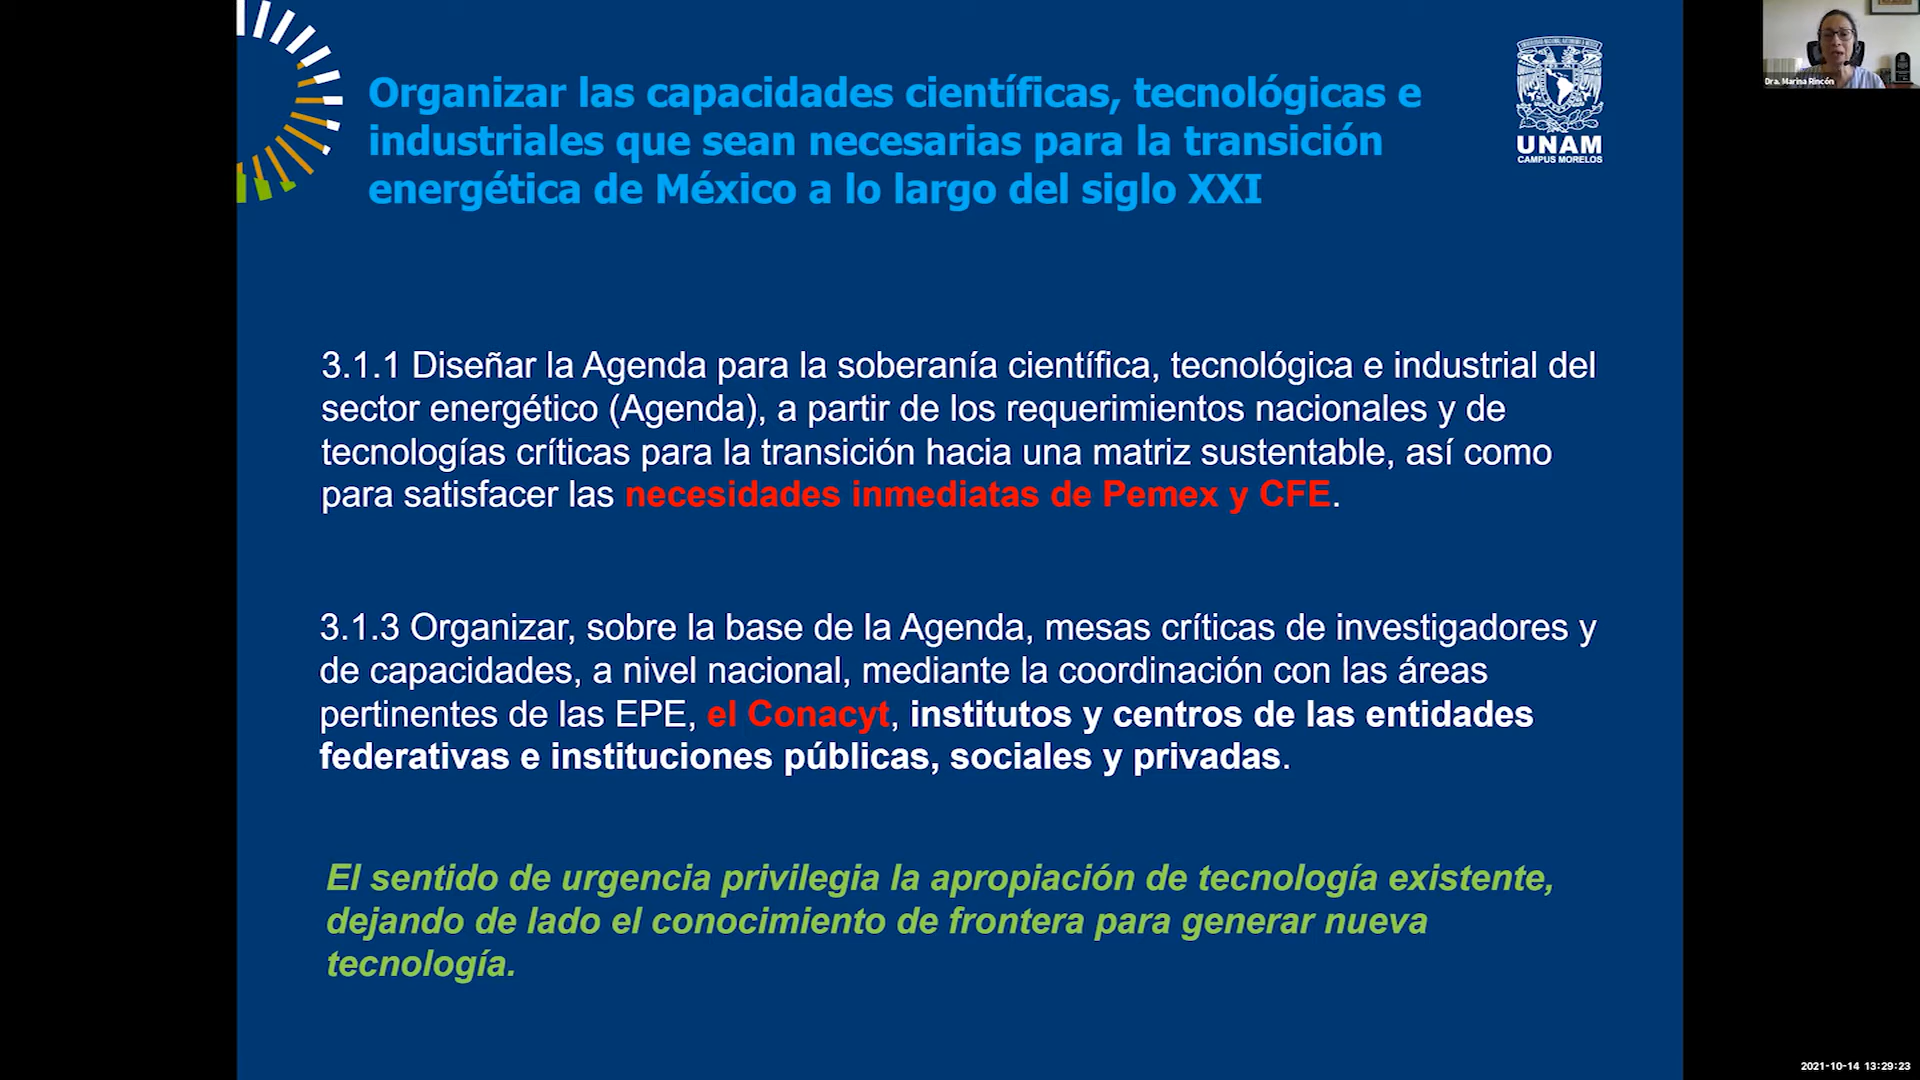 Organizar las capacidades científicas, tecnológicas e
industriales que sean necesarias para la transición
energética de México a lo largo del siglo XXI
UNAM
CAMPUS MORELOS
Dra. Marina Rincón
3.1.1 Diseñar la Agenda para la soberanía científica, tecnológica e industrial del
sector energético (Agenda), a partir de los requerimientos nacionales y de
tecnologías críticas para la transición hacia una matriz sustentable, así como
para satisfacer las necesidades inmediatas de Pemex y CFE.
3.1.3 Organizar, sobre la base de la Agenda, mesas críticas de investigadores y
de capacidades, a nivel nacional, mediante la coordinación con las áreas
pertinentes de las EPE, el Conacyt, institutos y centros de las entidades
federativas e instituciones públicas, sociales y privadas.
El sentido de urgencia privilegia la apropiación de tecnología existente,
dejando de lado el conocimiento de frontera para generar nueva
tecnología.
2021-10-14 13:29:23